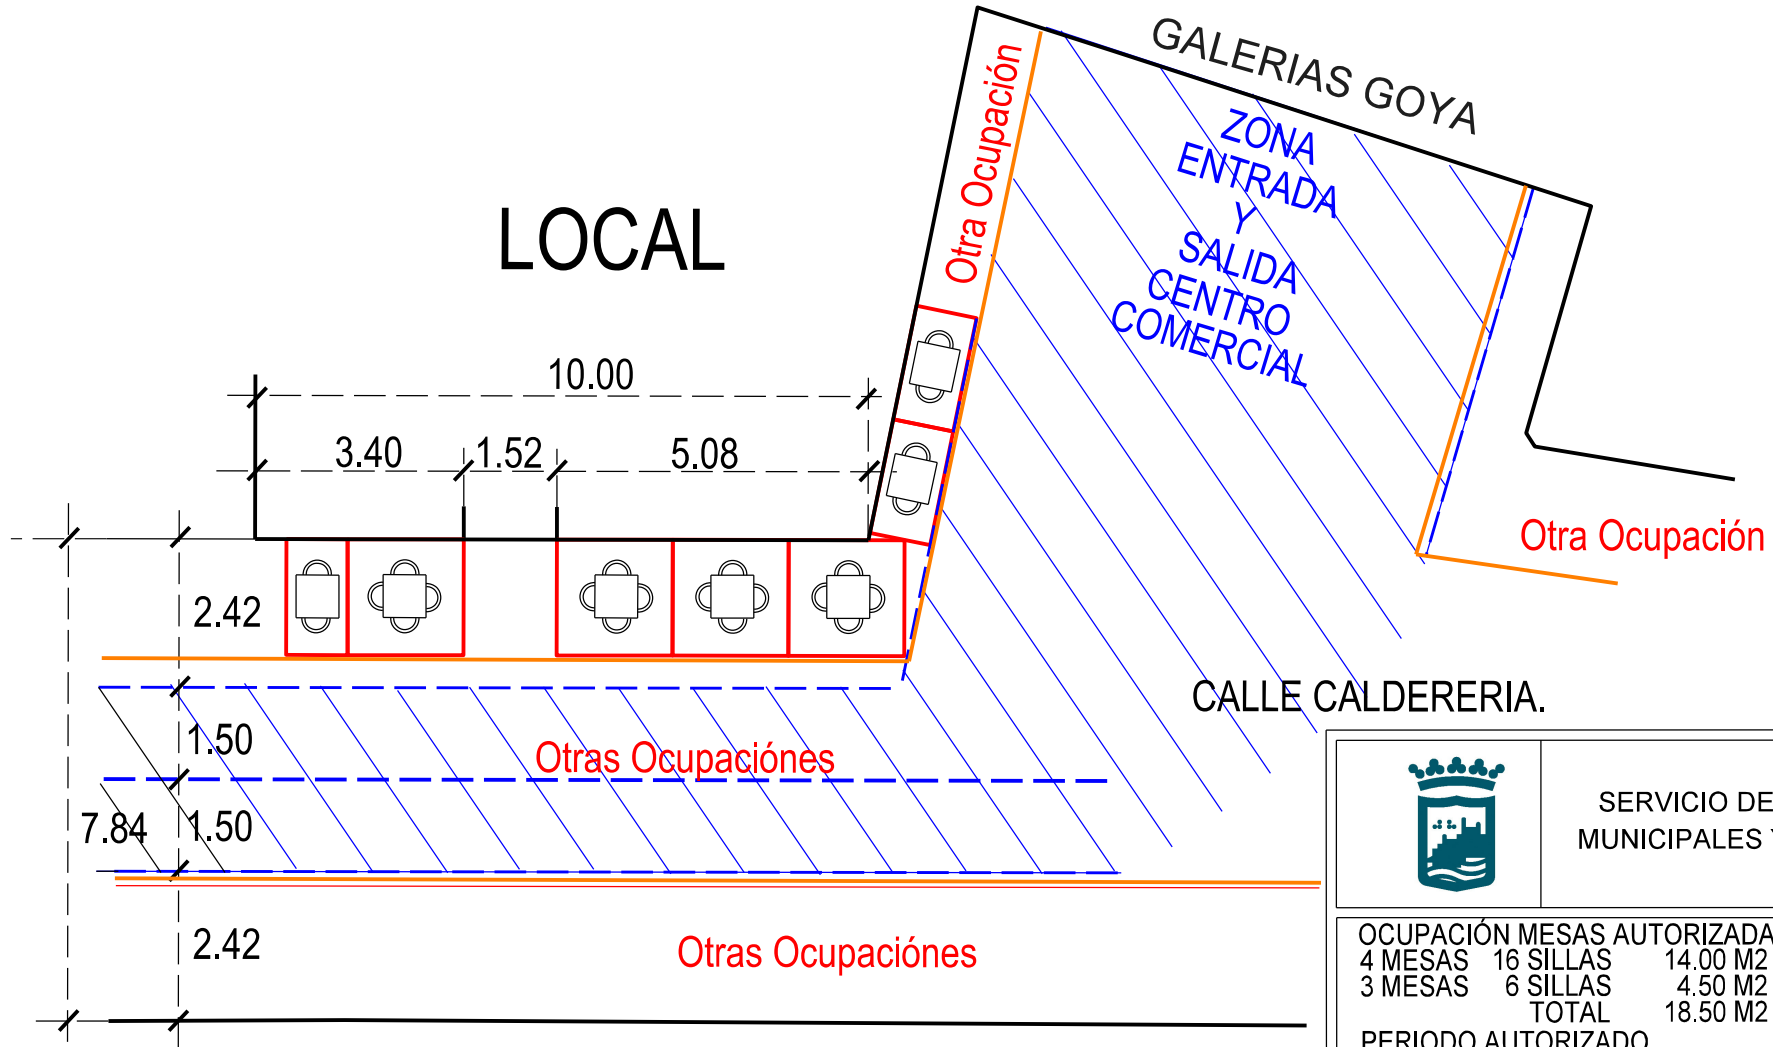 GALERIAS GOYA
Otra Ocupación
ZONA
ENTRADA
Y
SALIDA
CENTRO
COMERCIAL
LOCAL
10.00
3.40
1.52
5.08
Otra Ocupación
2.42
CALLE CALDERERIA.
1.50
Otras Ocupaciónes
7.84
1.50
2.42
Otras Ocupaciónes
SERVICIO DE
MUNICIPALES Y
OCUPACIÓN MESAS AUTORIZADA
4 MESAS 16 SILLAS 14.00 M2
3 MESAS 6 SILLAS 4.50 M2
TOTAL 18.50 M2
PERIODO AUTORIZADO